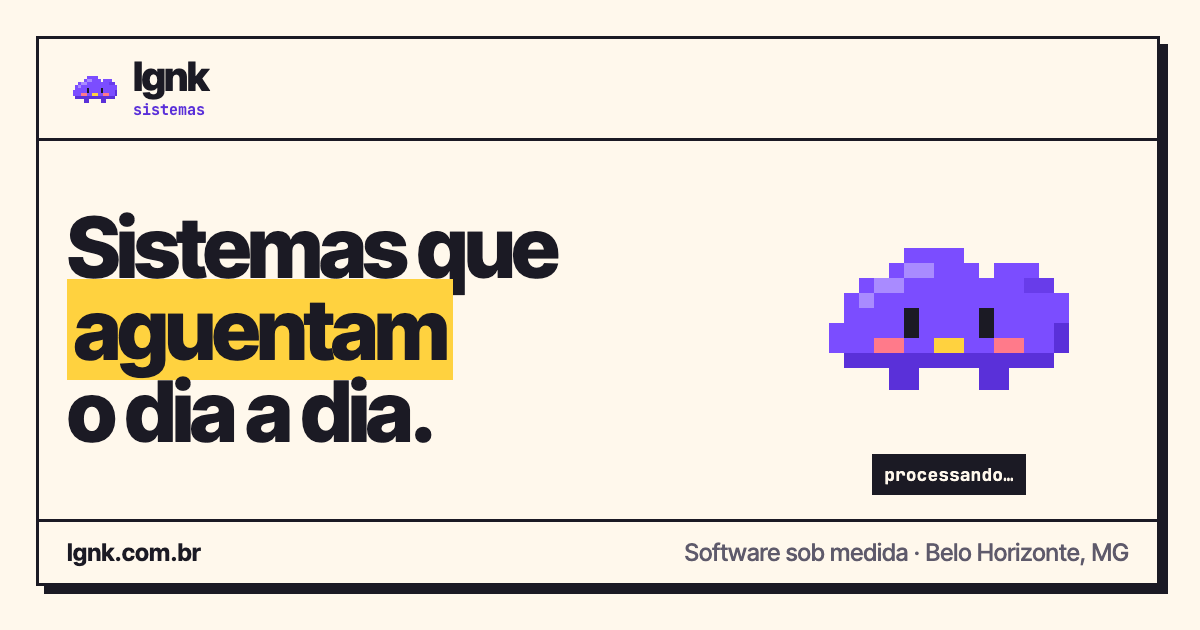 lgnk
sistemas
Sistemas que
aguentam
o dia a dia.
processando…
lgnk.com.br
Software sob medida · Belo Horizonte, MG